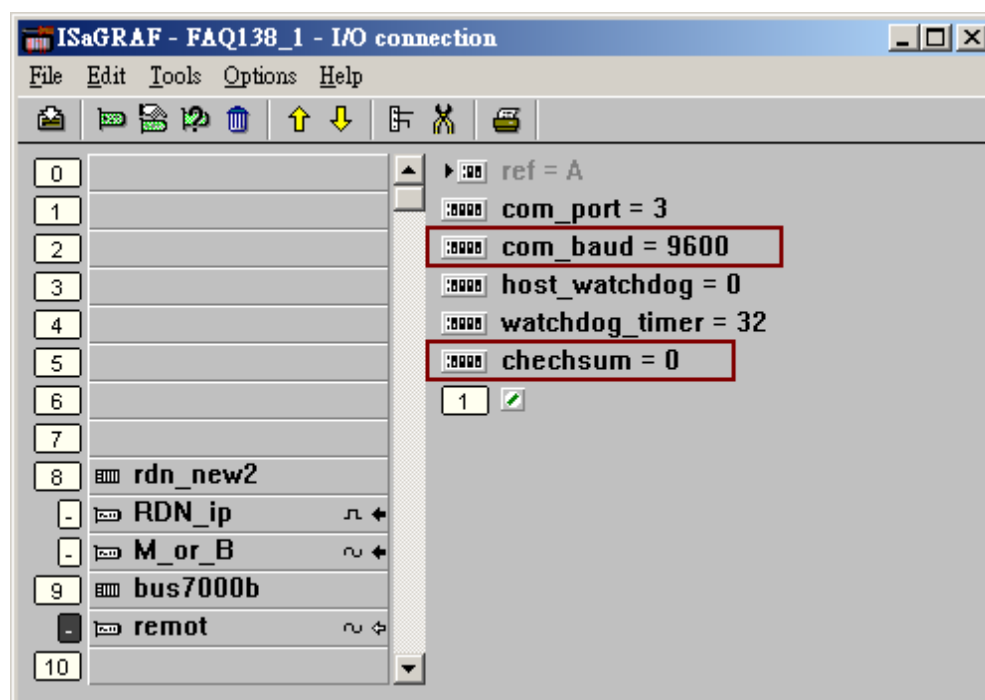 ISaGRAF - FAQ138_1 - I/O connection
File Edit Tools Options Help
0
1
2
3
4
5
6
7
8 rdn_new2
- RDN_ip
- M_or_B
9 bus7000b
- remot
10
ref = A
com_port = 3
com_baud = 9600
host_watchdog = 0
watchdog_timer = 32
chechsum = 0
1